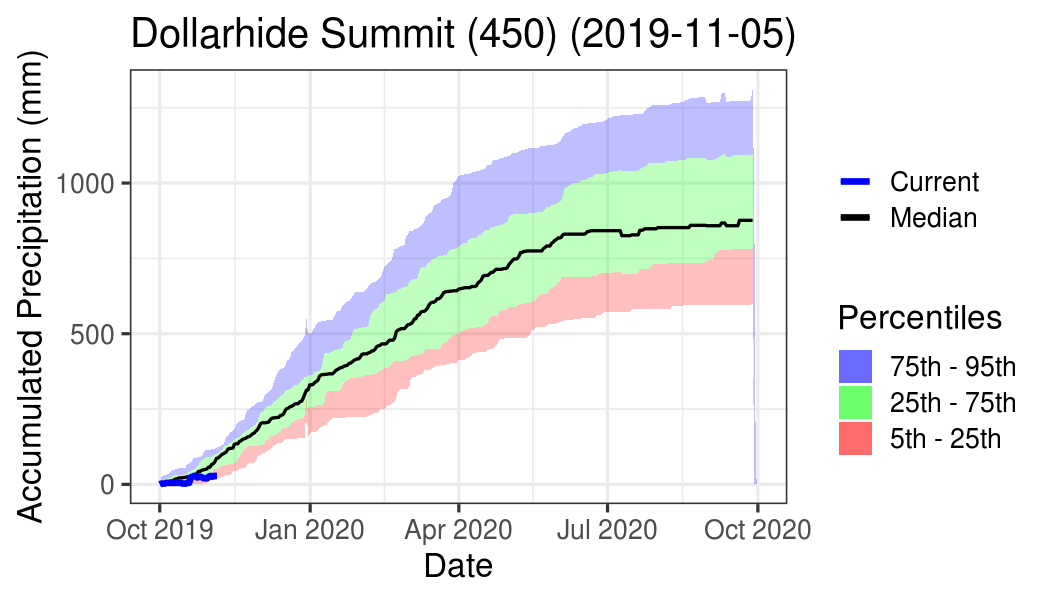 Dollarhide Summit (450) (2019-11-05)
Accumulated Precipitation (mm)
1000
500
0
Oct 2019 Jan 2020 Apr 2020 Jul 2020 Oct 2020
Date
Current
Median
Percentiles
75th - 95th
25th - 75th
5th - 25th